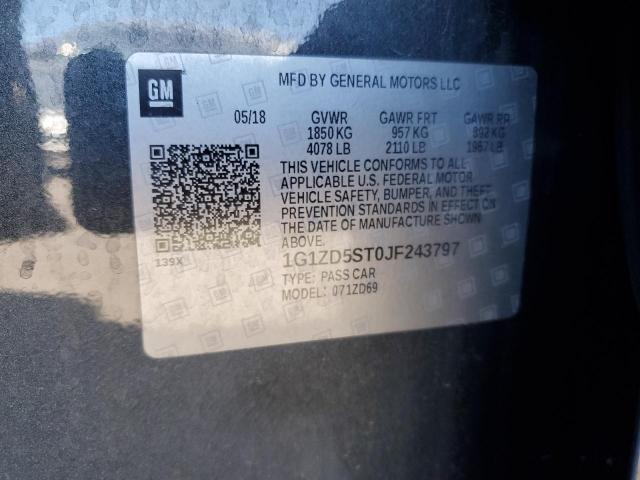 GM
MFD BY GENERAL MOTORS LLC
05/18 GVWR GAWR FRT GAWR RR
1850 KG 957 KG 892 KG
4078 LB 2110 LB 1967 LB
THIS VEHICLE CONFORMS TO ALL
APPLICABLE U.S. FEDERAL MOTOR
VEHICLE SAFETY, BUMPER, AND THEFT
PREVENTION STANDARDS IN EFFECT ON
THE DATE OF MANUFACTURE SHOWN
ABOVE.
139X
1G1ZD5ST0JF243797
TYPE: PASS CAR
MODEL: 071ZD69